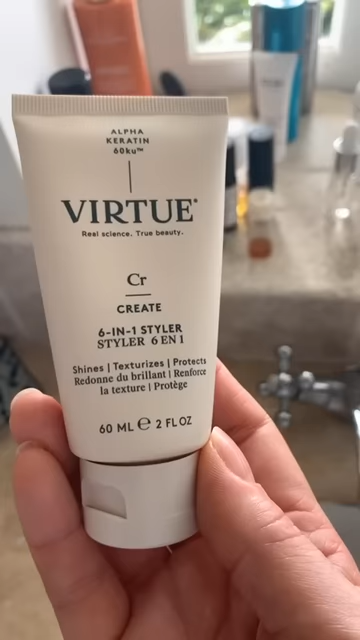 ALPHA
KERATIN
60ku™
VIRTUE®
Reel science. True beauty.
Cr
CREATE
6-IN-1 STYLER
STYLER 6 EN 1
Shines | Texturizes | Protects
Redonne du brillant | Renforce
la texture | Protège
60 ML ℮ 2 FL OZ